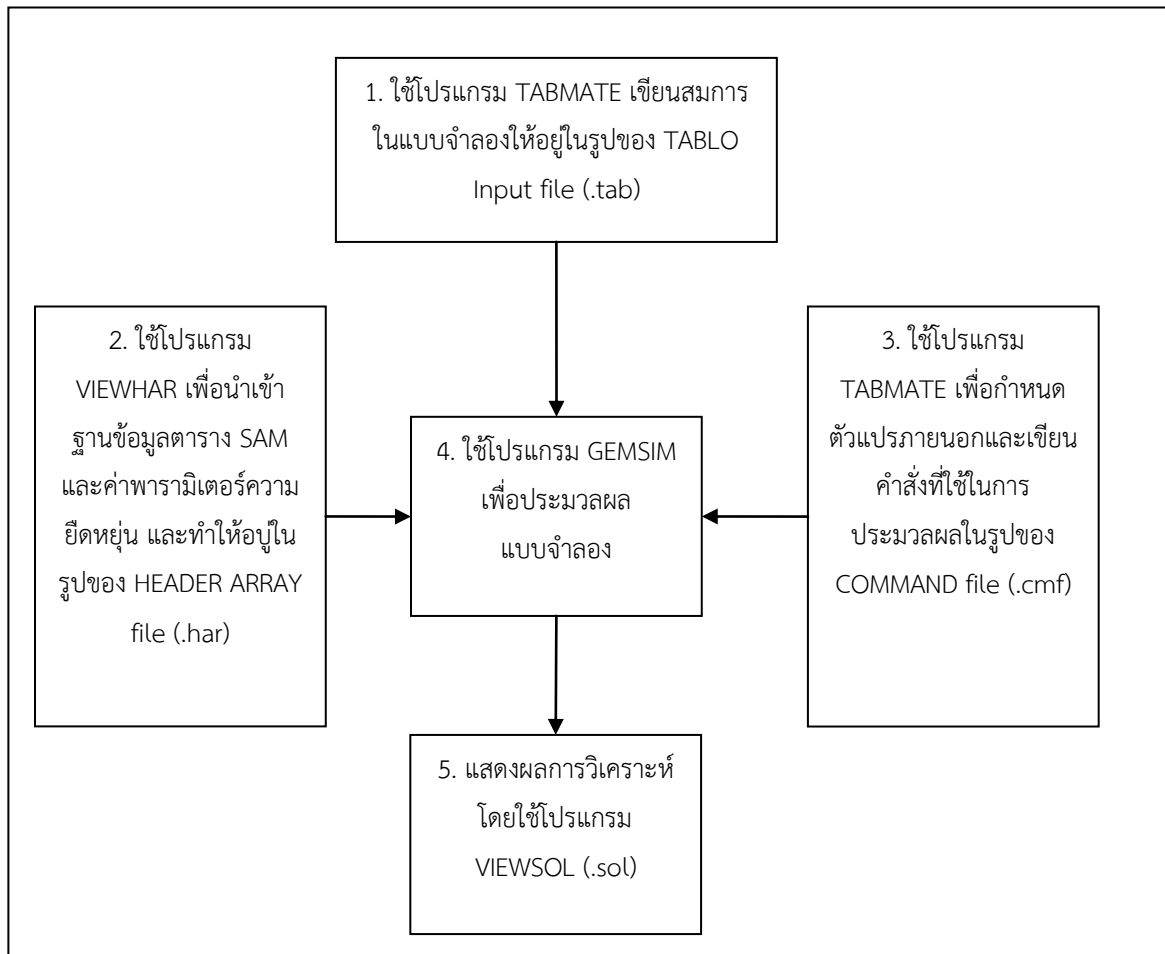 1. ใช้โปรแกรม TABMATE เขียนสมการ
ในแบบจำลองให้อยู่ในรูปของ TABLO
Input file (.tab)
2. ใช้โปรแกรม
VIEWHAR เพื่อนำเข้า
ฐานข้อมูลตาราง SAM
และค่าพารามิเตอร์ความ
ยืดหยุ่น และทำให้อบู่ใน
รูปของ HEADER ARRAY
file (.har)
3. ใช้โปรแกรม
TABMATE เพื่อกำหนด
ตัวแปรภายนอกและเขียน
คำสั่งที่ใช้ในการ
ประมวลผลในรูปของ
COMMAND file (.cmf)
4. ใช้โปรแกรม GEMSIM
เพื่อประมวลผล
แบบจำลอง
5. แสดงผลการวิเคราะห์
โดยใช้โปรแกรม
VIEWSOL (.sol)